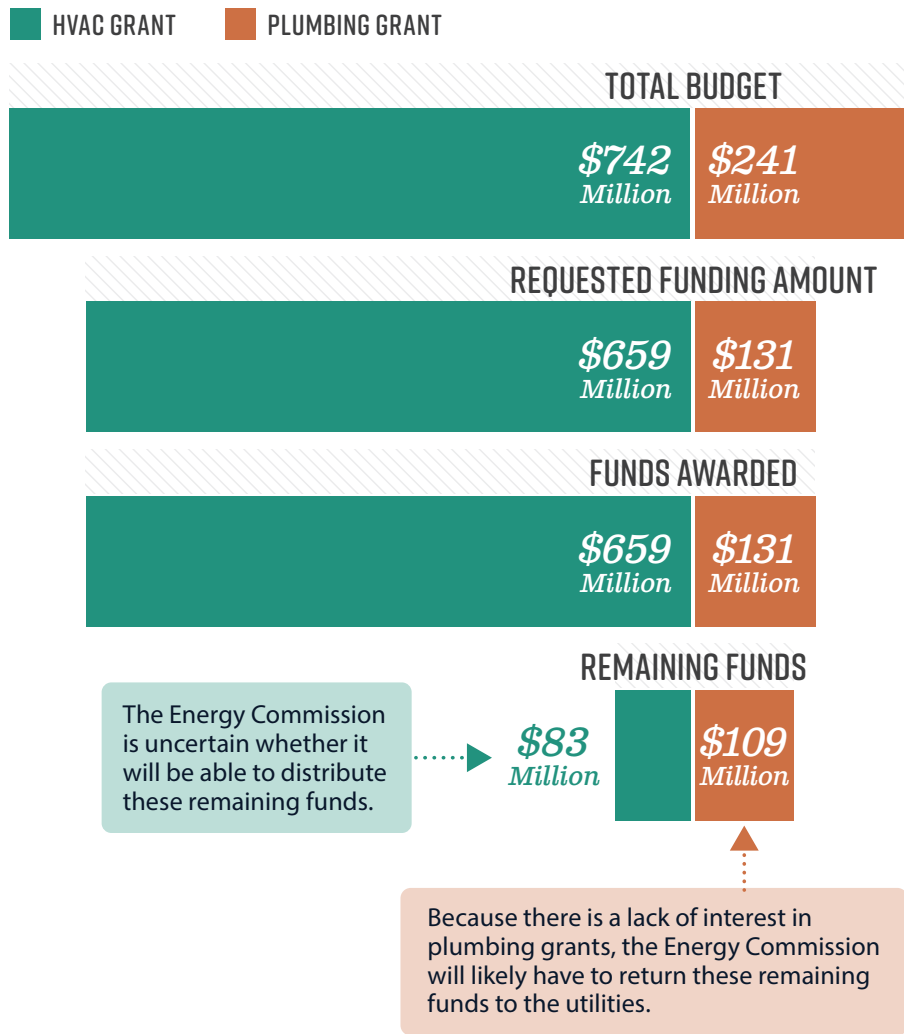 HVAC GRANT PLUMBING GRANT
TOTAL BUDGET
$742 $241
Million Million
REQUESTED FUNDING AMOUNT
$659 $131
Million Million
FUNDS AWARDED
$659 $131
Million Million
REMAINING FUNDS
The Energy Commission
is uncertain whether it
will be able to distribute
these remaining funds.
$83 $109
Million Million
Because there is a lack of interest in
plumbing grants, the Energy Commission
will likely have to return these remaining
funds to the utilities.